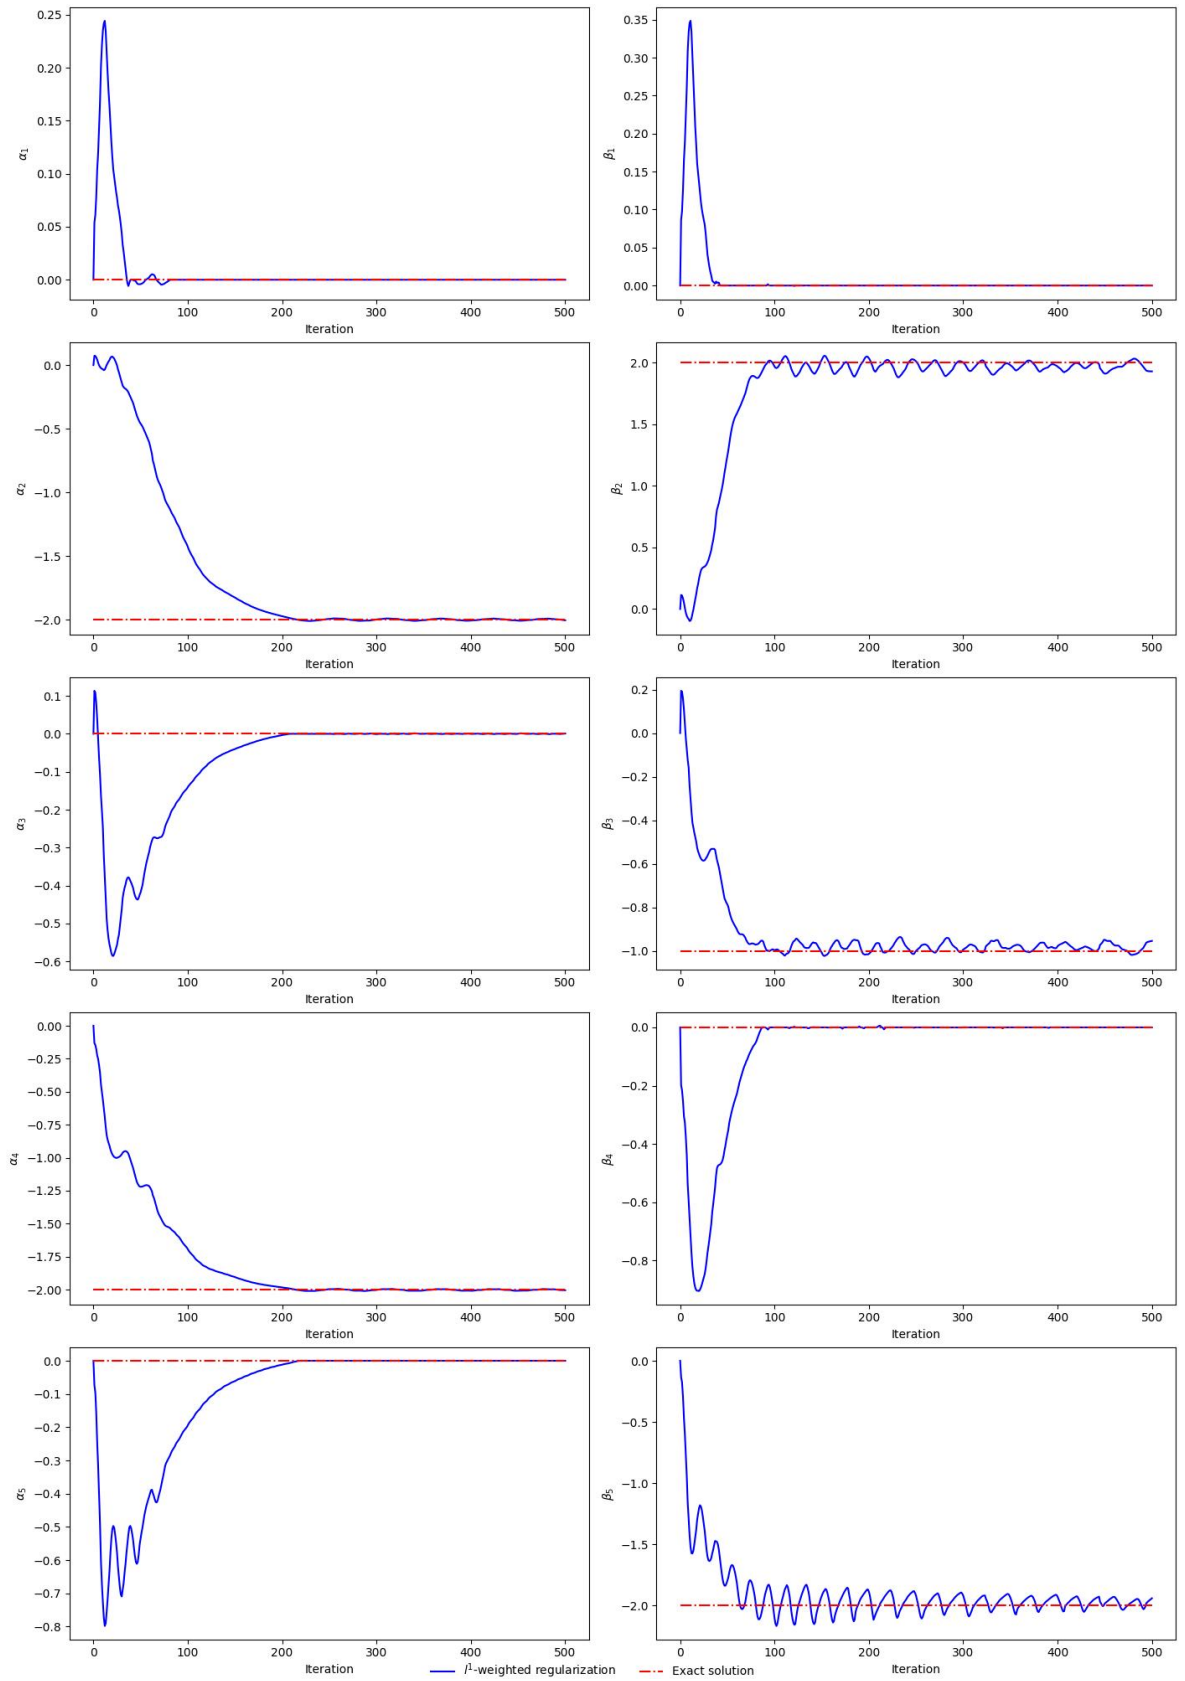 0.25
0.20
0.15
0.10
0.05
0.00
α1
0 100 200 300 400 500
Iteration
0.35
0.30
0.25
0.20
0.15
0.10
0.05
0.00
β1
0 100 200 300 400 500
Iteration
0.0
−0.5
−1.0
−1.5
−2.0
α2
0 100 200 300 400 500
Iteration
2.0
1.5
1.0
0.5
0.0
β2
0 100 200 300 400 500
Iteration
0.1
0.0
−0.1
−0.2
−0.3
−0.4
−0.5
−0.6
α3
0 100 200 300 400 500
Iteration
0.2
0.0
−0.2
−0.4
−0.6
−0.8
−1.0
β3
0 100 200 300 400 500
Iteration
0.00
−0.25
−0.50
−0.75
−1.00
−1.25
−1.50
−1.75
−2.00
α4
0 100 200 300 400 500
Iteration
0.0
−0.2
−0.4
−0.6
−0.8
β4
0 100 200 300 400 500
Iteration
0.0
−0.1
−0.2
−0.3
−0.4
−0.5
−0.6
−0.7
−0.8
α5
0 100 200 300 400 500
Iteration
0.0
−0.5
−1.0
−1.5
−2.0
β5
0 100 200 300 400 500
Iteration
l¹-weighted regularization Exact solution